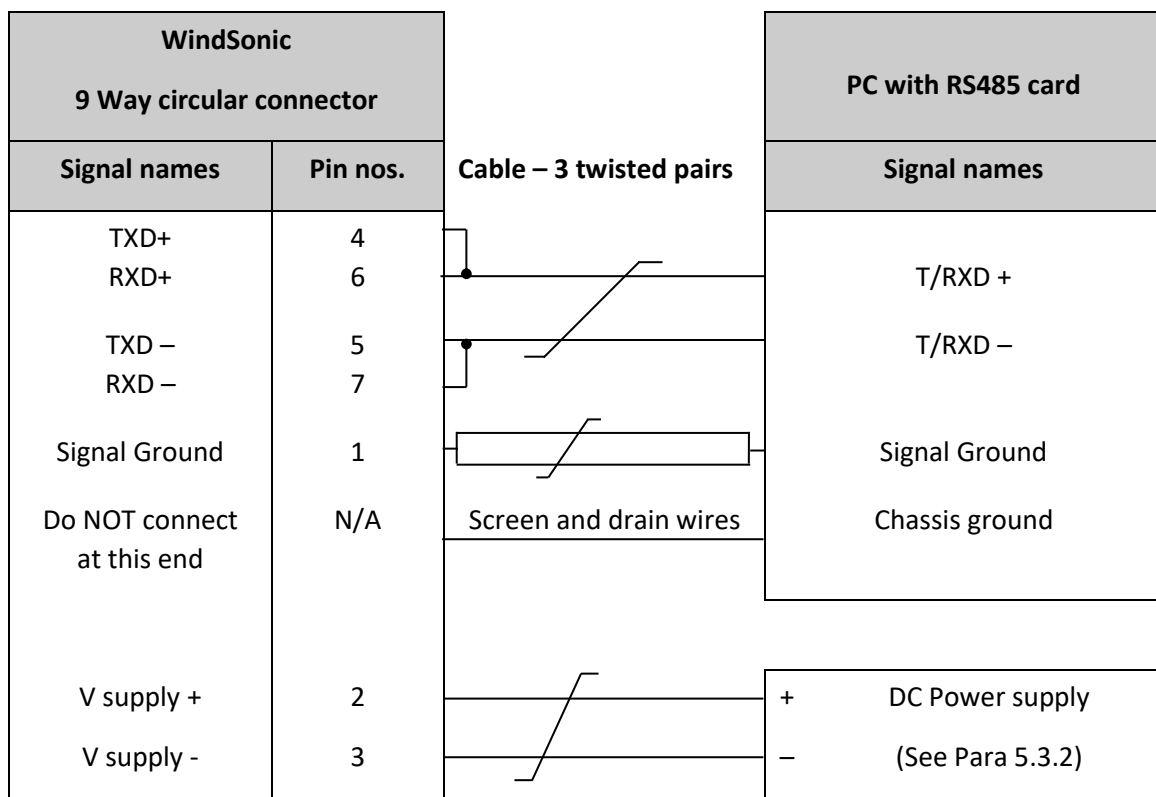 WindSonic
9 Way circular connector
PC with RS485 card
Signal names Pin nos. Cable – 3 twisted pairs Signal names
TXD+ 4
RXD+ 6 T/RXD +
TXD – 5 T/RXD –
RXD – 7
Signal Ground 1 Signal Ground
Do NOT connect N/A Screen and drain wires Chassis ground
at this end
V supply + 2 + DC Power supply
V supply - 3 – (See Para 5.3.2)